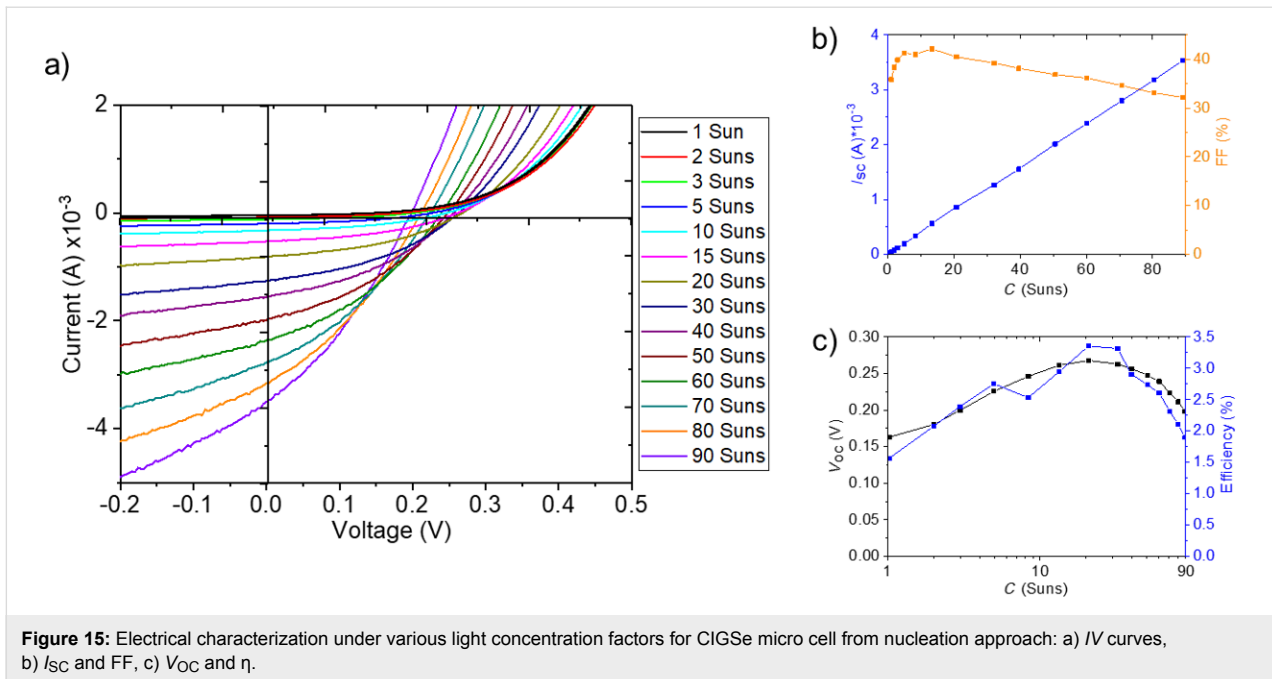 a)
2
0
-2
-4
Current (A) x10⁻³
-0.2 -0.1 0.0 0.1 0.2 0.3 0.4 0.5
Voltage (V)
1 Sun
2 Suns
3 Suns
5 Suns
10 Suns
15 Suns
20 Suns
30 Suns
40 Suns
50 Suns
60 Suns
70 Suns
80 Suns
90 Suns
b)
4
3
2
1
0
I_SC (A)*10⁻³
40
30
20
10
0
FF (%)
0 20 40 60 80
C (Suns)
c)
0.30
0.25
0.20
0.15
0.10
0.05
0.00
V_OC (V)
3.5
3.0
2.5
2.0
1.5
1.0
0.5
0.0
Efficiency (%)
1 10 90
C (Suns)
Figure 15: Electrical characterization under various light concentration factors for CIGSe micro cell from nucleation approach: a) IV curves,
b) I_SC and FF, c) V_OC and η.